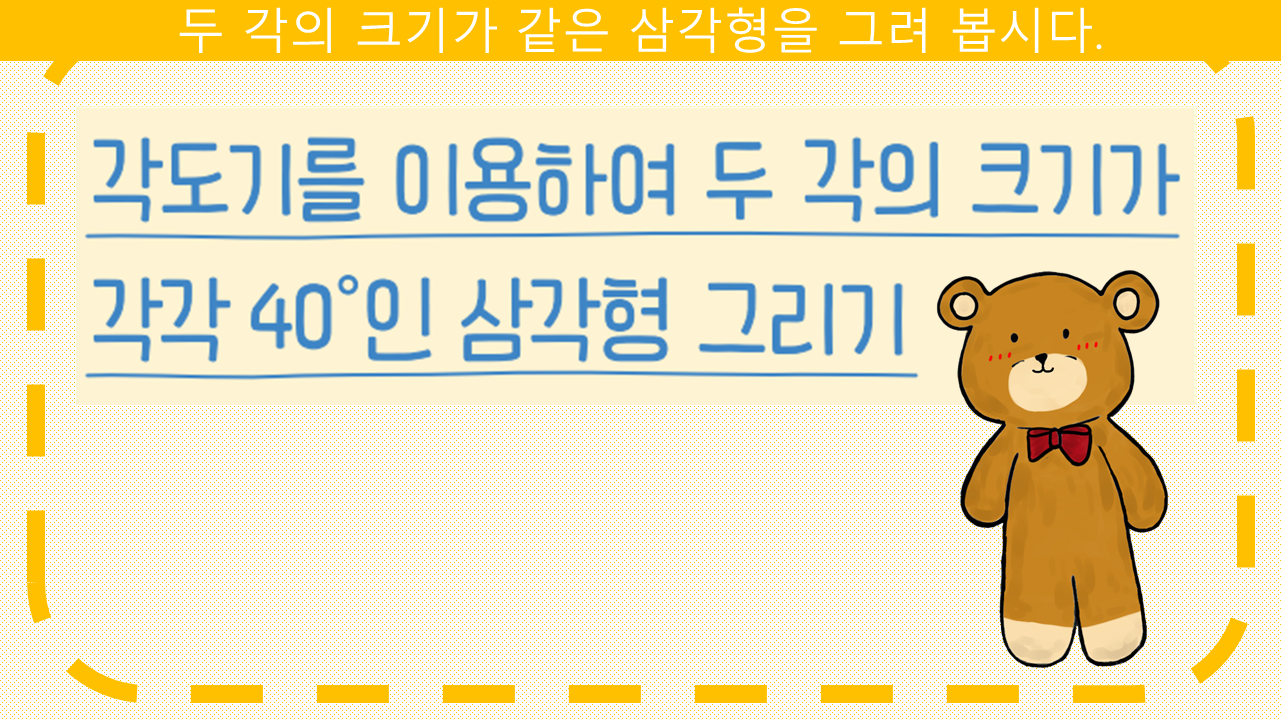 두 각의 크기가 같은 삼각형을 그려 봅시다.
각도기를 이용하여 두 각의 크기가
각각 40°인 삼각형 그리기